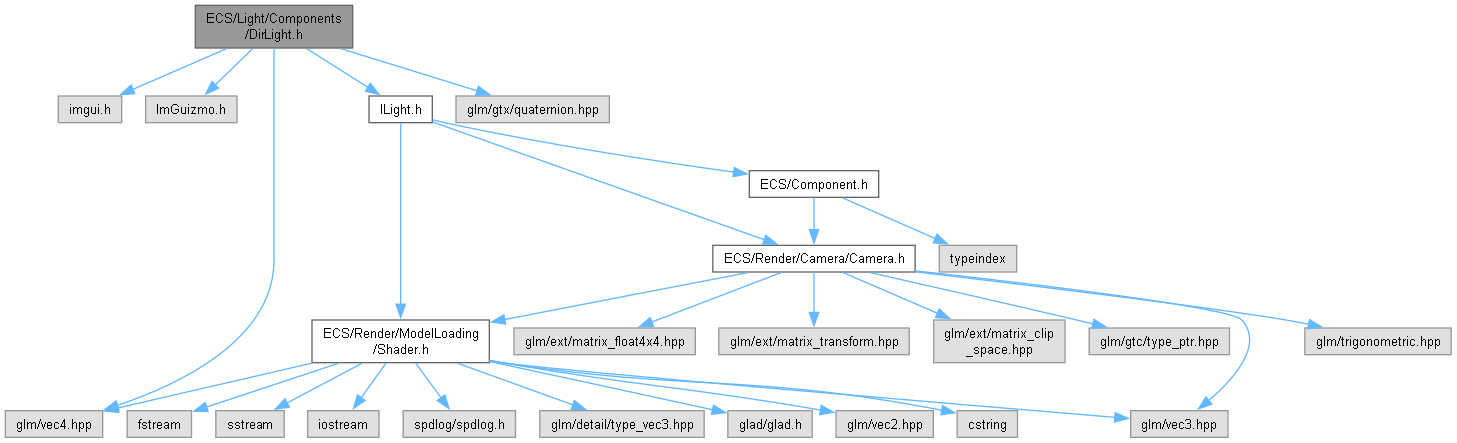 ECS/Light/Components
/DirLight.h
imgui.h
ImGuizmo.h
ILight.h
glm/gtx/quaternion.hpp
ECS/Component.h
ECS/Render/Camera/Camera.h
typeindex
ECS/Render/ModelLoading
/Shader.h
glm/ext/matrix_float4x4.hpp
glm/ext/matrix_transform.hpp
glm/ext/matrix_clip
_space.hpp
glm/gtc/type_ptr.hpp
glm/trigonometric.hpp
glm/vec4.hpp
fstream
sstream
iostream
spdlog/spdlog.h
glm/detail/type_vec3.hpp
glad/glad.h
glm/vec2.hpp
cstring
glm/vec3.hpp